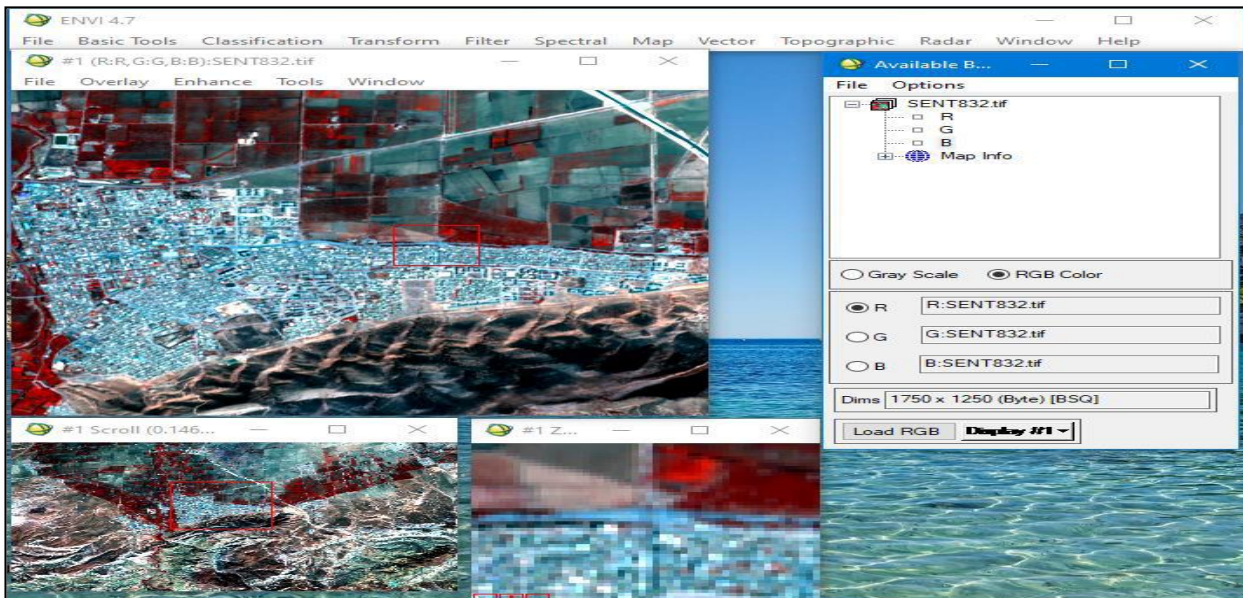 ENVI 4.7
File Basic Tools Classification Transform Filter Spectral Map Vector Topographic Radar Window Help
#1 (R:R,G:G,B:B):SENT832.tif
File Overlay Enhance Tools Window
Available B...
File Options
SENT832.tif
R
G
B
Map Info
Gray Scale RGB Color
R R:SENT832.tif
G G:SENT832.tif
B B:SENT832.tif
Dims 1750 x 1250 (Byte) [BSQ]
Load RGB Display #1
#1 Scroll (0.146...
#1 Z...